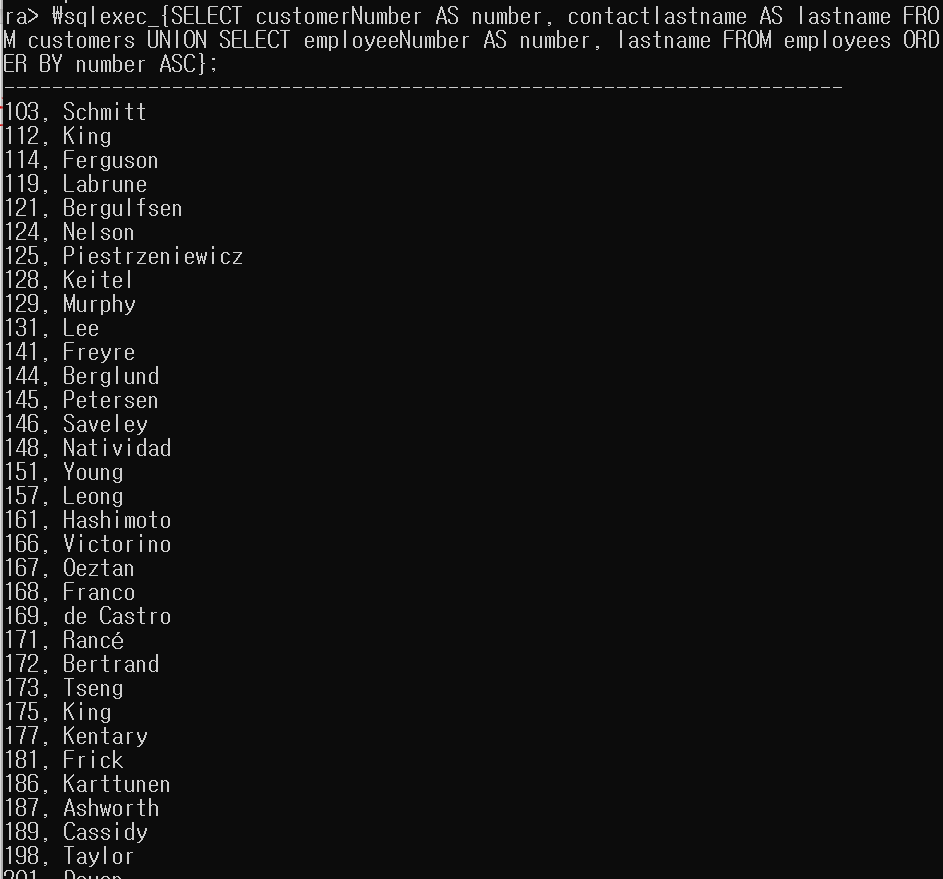 ra> ₩sqlexec_{SELECT customerNumber AS number, contactlastname AS lastname FRO
M customers UNION SELECT employeeNumber AS number, lastname FROM employees ORD
ER BY number ASC};
----------------------------------------------------------------------
103, Schmitt
112, King
114, Ferguson
119, Labrune
121, Bergulfsen
124, Nelson
125, Piestrzeniewicz
128, Keitel
129, Murphy
131, Lee
141, Freyre
144, Berglund
145, Petersen
146, Saveley
148, Natividad
151, Young
157, Leong
161, Hashimoto
166, Victorino
167, Oeztan
168, Franco
169, de Castro
171, Rancé
172, Bertrand
173, Tseng
175, King
177, Kentary
181, Frick
186, Karttunen
187, Ashworth
189, Cassidy
198, Taylor
201,